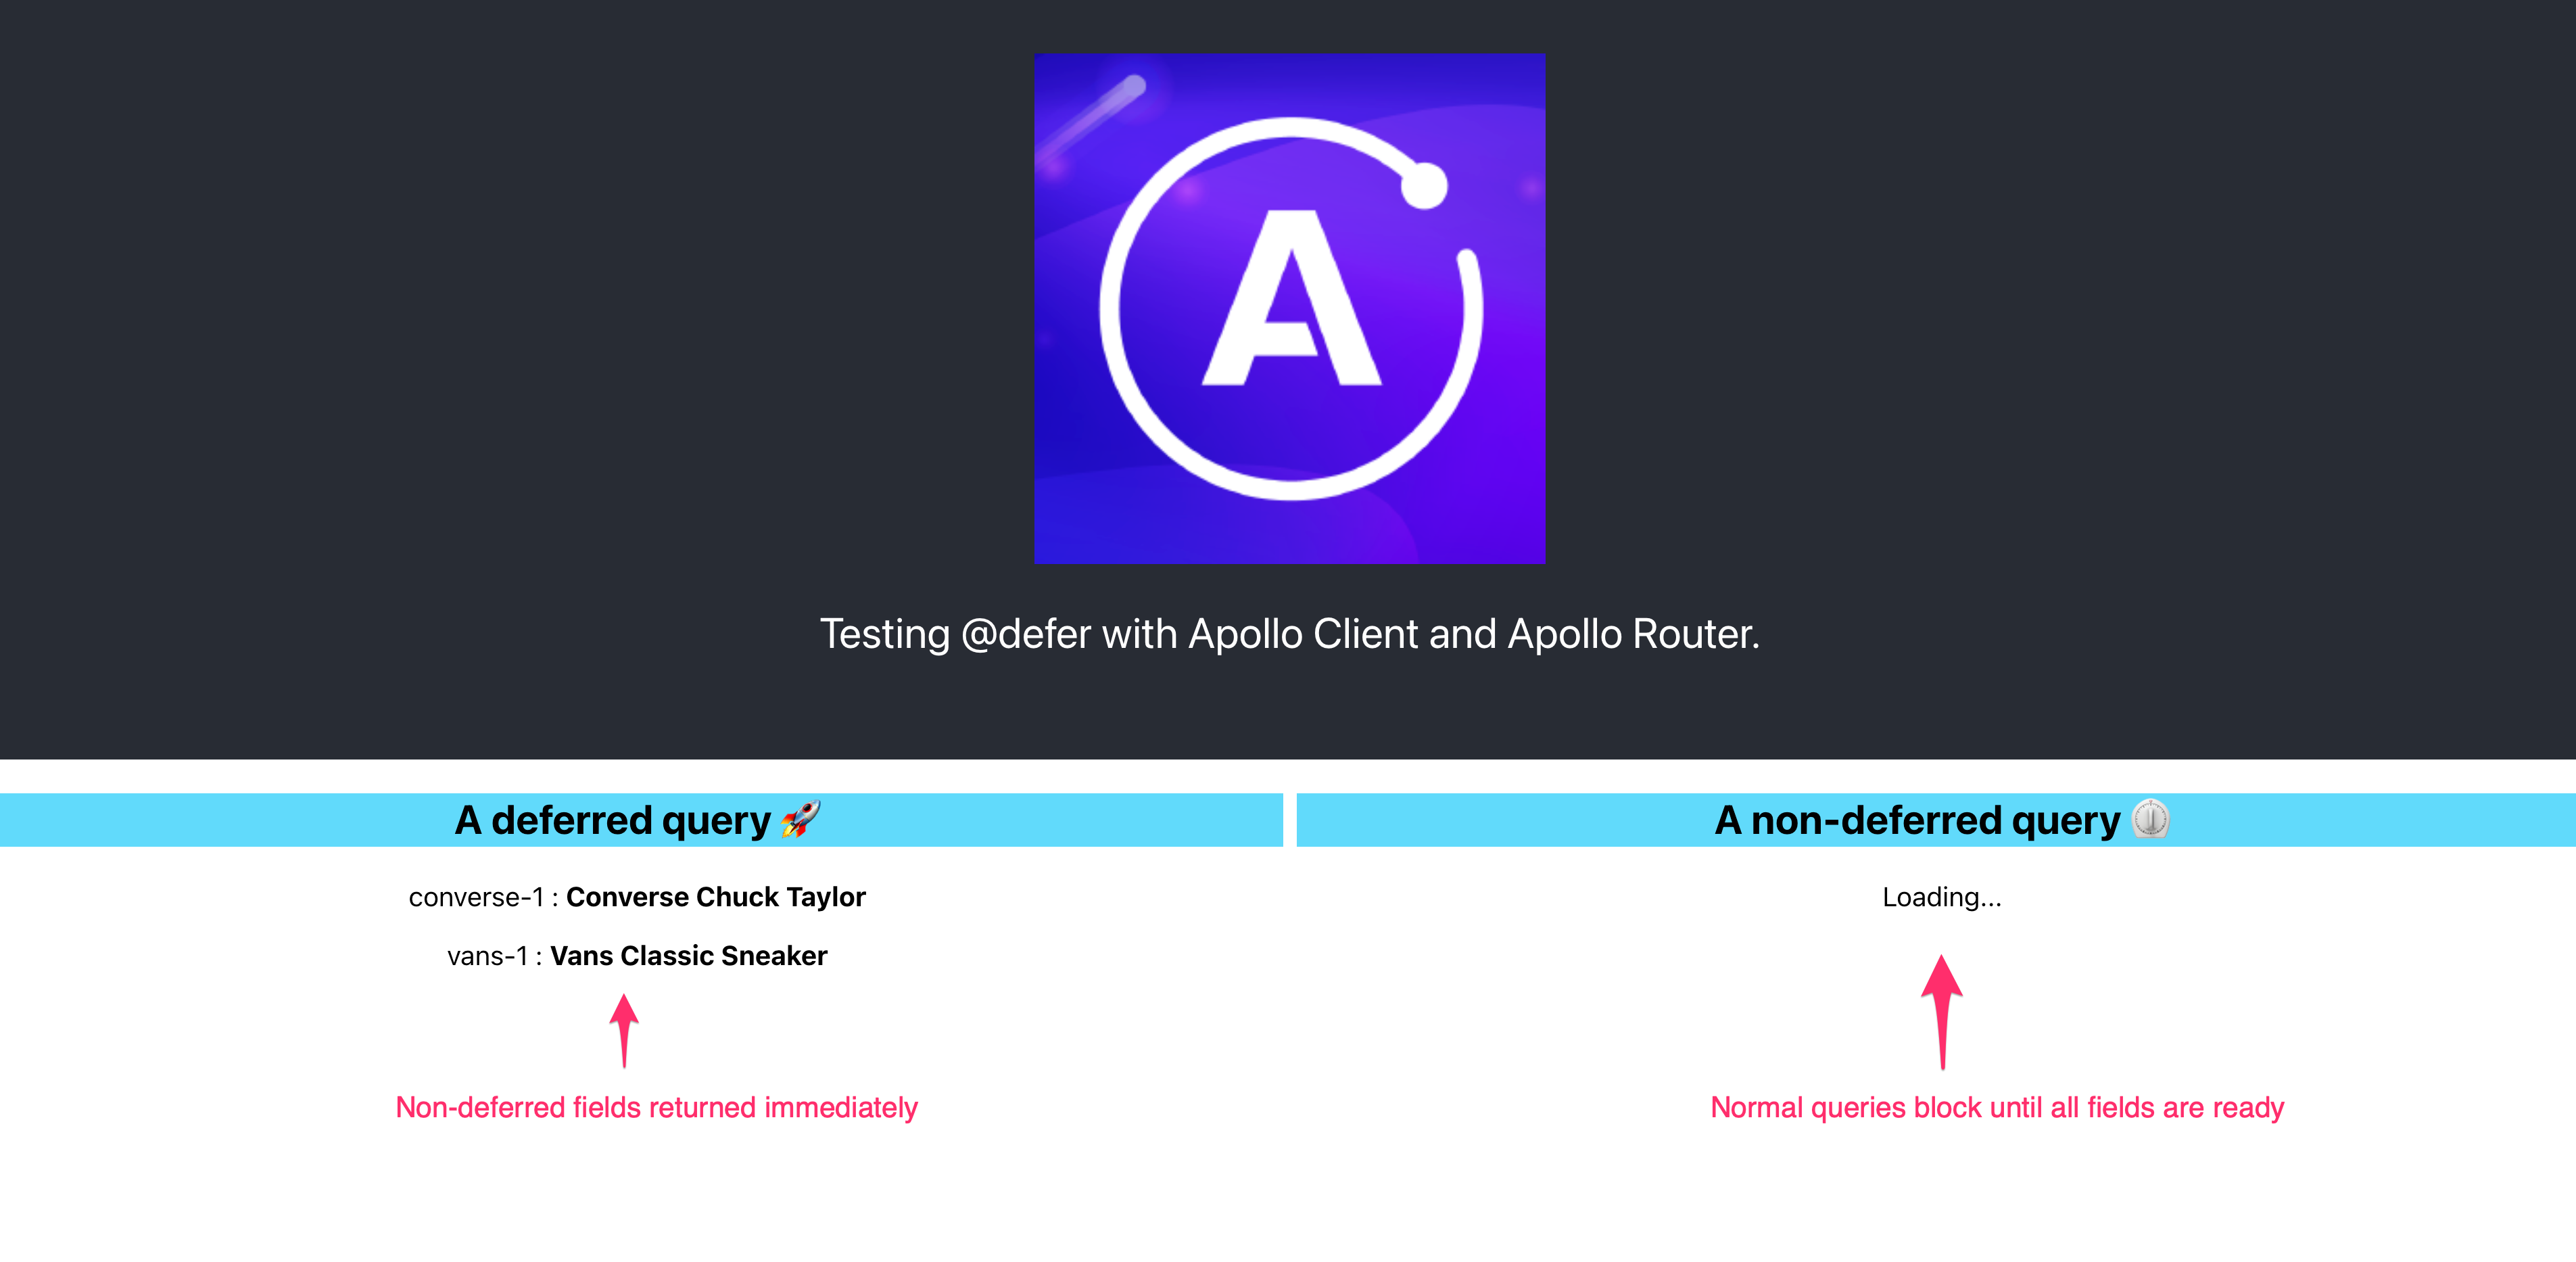 A
Testing @defer with Apollo Client and Apollo Router.
A deferred query 🚀
converse-1 : Converse Chuck Taylor
vans-1 : Vans Classic Sneaker
Non-deferred fields returned immediately
A non-deferred query
Loading...
Normal queries block until all fields are ready